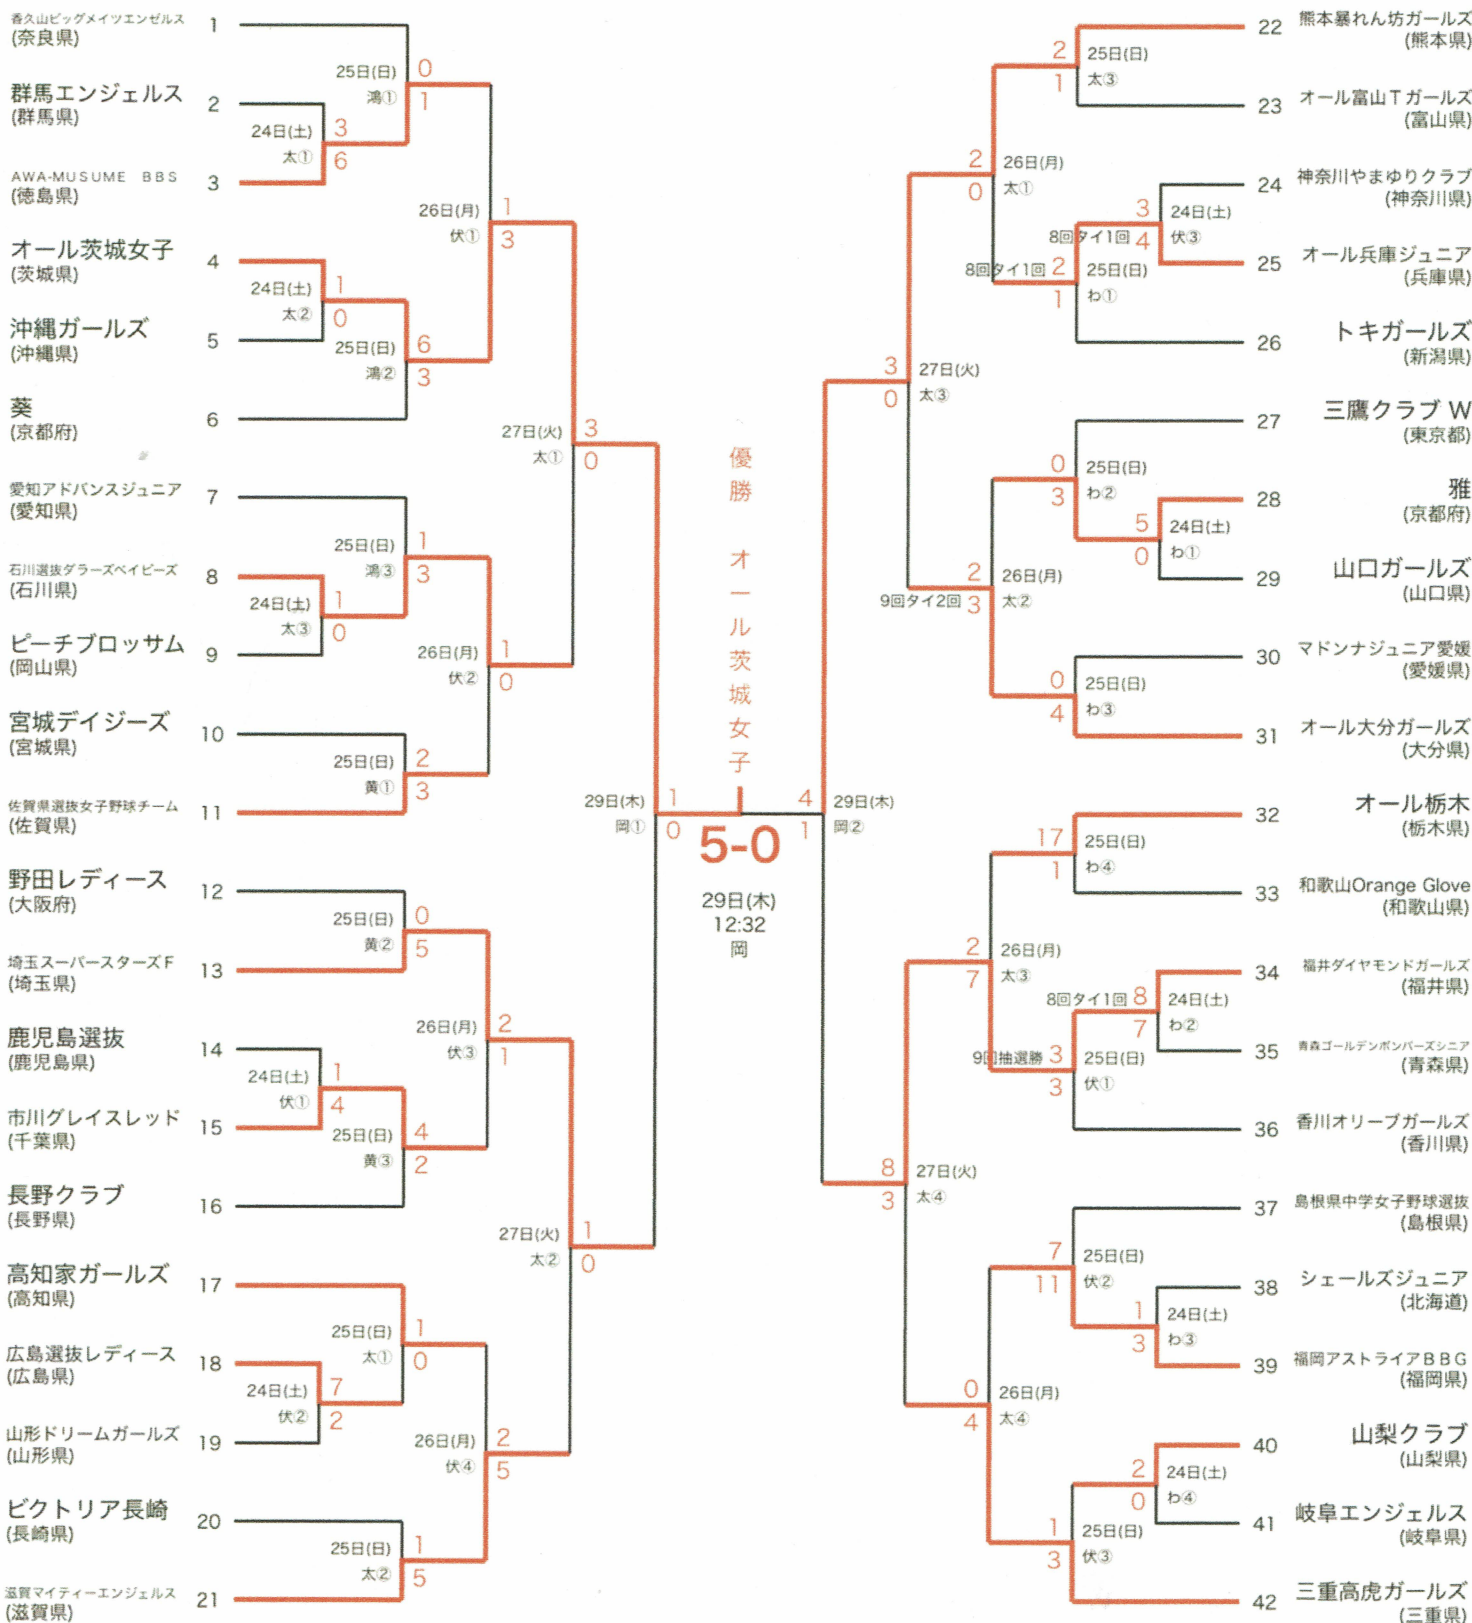 香久山ビッグメイツエンゼルス 1
(奈良県)
25日(日) 0
鴻① 1
群馬エンジェルス 2
(群馬県)
24日(土) 3
太① 6
AWA-MUSUME BBS 3
(徳島県)
26日(月) 1
伏① 3
オール茨城女子 4
(茨城県)
24日(土) 1
太② 0
沖縄ガールズ 5
(沖縄県)
25日(日) 6
鴻② 3
葵 6
(京都府)
27日(火) 3
太① 0
愛知アドバンスジュニア 7
(愛知県)
25日(日) 1
鴻③ 3
石川選抜ダラーズベイビーズ 8
(石川県)
24日(土) 1
太③ 0
ピーチブロッサム 9
(岡山県)
26日(月) 1
伏② 0
宮城デイジーズ 10
(宮城県)
25日(日) 2
黄① 3
佐賀県選抜女子野球チーム 11
(佐賀県)
29日(木) 1
岡① 0
野田レディース 12
(大阪府)
25日(日) 0
黄② 5
埼玉スーパースターズF 13
(埼玉県)
26日(月) 2
伏③ 1
鹿児島選抜 14
(鹿児島県)
24日(土) 1
伏① 4
市川グレイスレッド 15
(千葉県)
25日(日) 4
黄③ 2
長野クラブ 16
(長野県)
27日(火) 1
太② 0
高知家ガールズ 17
(高知県)
25日(日) 1
太① 0
広島選抜レディース 18
(広島県)
24日(土) 7
伏② 2
山形ドリームガールズ 19
(山形県)
26日(月) 2
伏④ 5
ビクトリア長崎 20
(長崎県)
25日(日) 1
太② 5
滋賀マイティーエンジェルス 21
(滋賀県)
優勝 オール茨城女子
5-0
29日(木)
12:32
岡
22 熊本暴れん坊ガールズ
(熊本県)
2 25日(日)
1 太③
23 オール富山Tガールズ
(富山県)
2 26日(月)
0 太①
24 神奈川やまゆりクラブ
(神奈川県)
3 24日(土)
8回タイ1回 4 伏③
25 オール兵庫ジュニア
(兵庫県)
8回タイ1回 2 25日(日)
1 わ①
26 トキガールズ
(新潟県)
3 27日(火)
0 太③
27 三鷹クラブ W
(東京都)
0 25日(日)
3 わ②
28 雅
(京都府)
5 24日(土)
0 わ①
29 山口ガールズ
(山口県)
2 26日(月)
9回タイ2回 3 太②
30 マドンナジュニア愛媛
(愛媛県)
0 25日(日)
4 わ③
31 オール大分ガールズ
(大分県)
4 29日(木)
1 岡②
32 オール栃木
(栃木県)
17 25日(日)
1 わ④
33 和歌山Orange Glove
(和歌山県)
2 26日(月)
7 太③
34 福井ダイヤモンドガールズ
(福井県)
8回タイ1回 8 24日(土)
7 わ②
35 青森ゴールデンボンバーズシニア
(青森県)
9回抽選勝 3 25日(日)
3 伏①
36 香川オリーブガールズ
(香川県)
8 27日(火)
3 太④
37 島根県中学女子野球選抜
(島根県)
7 25日(日)
11 伏②
38 シェールズジュニア
(北海道)
1 24日(土)
3 わ③
39 福岡アストライアBBG
(福岡県)
0 26日(月)
4 太④
40 山梨クラブ
(山梨県)
2 24日(土)
0 わ④
41 岐阜エンジェルス
(岐阜県)
1 25日(日)
3 伏③
42 三重高虎ガールズ
(三重県)